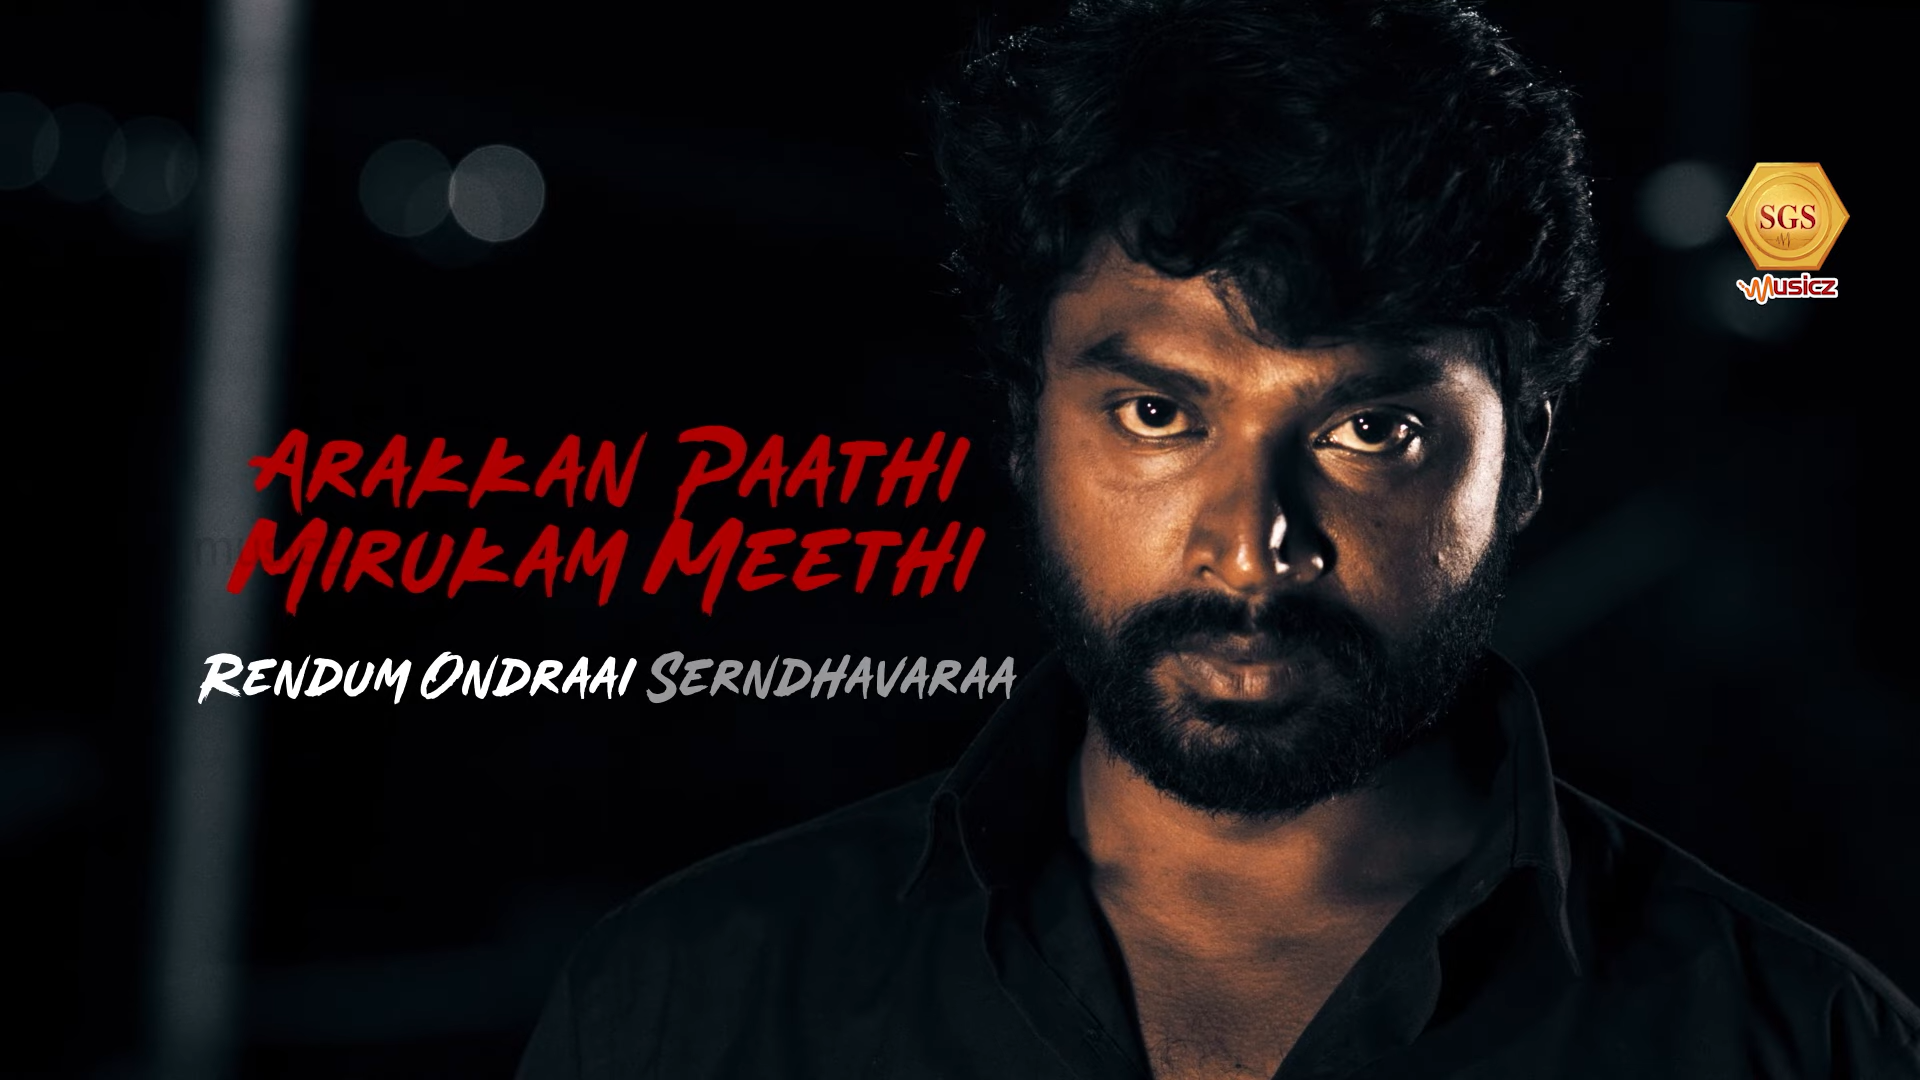 Arakkan Paathi
Mirukam Meethi
Rendum Ondraai Serndhavaraa
SGS
Musicz